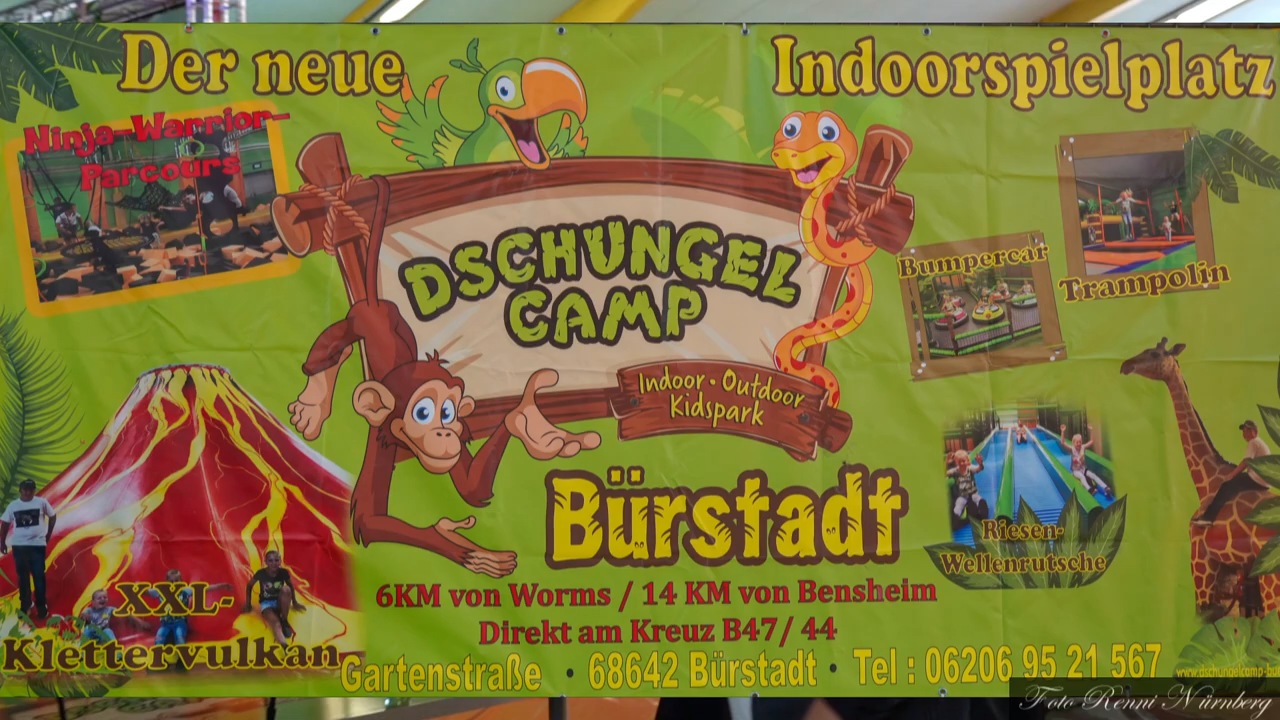 Der neue
Indoorspielplatz
Ninja-Warrior-
Parcours
DSCHUNGEL
CAMP
Indoor · Outdoor
Kidspark
Bürstadt
Bumpercar
Trampolin
Riesen-
Wellenrutsche
XXL-
Klettervulkan
6KM von Worms / 14 KM von Bensheim
Direkt am Kreuz B47/ 44
Gartenstraße · 68642 Bürstadt · Tel : 06206 95 21 567
Foto Renni Nürnberg